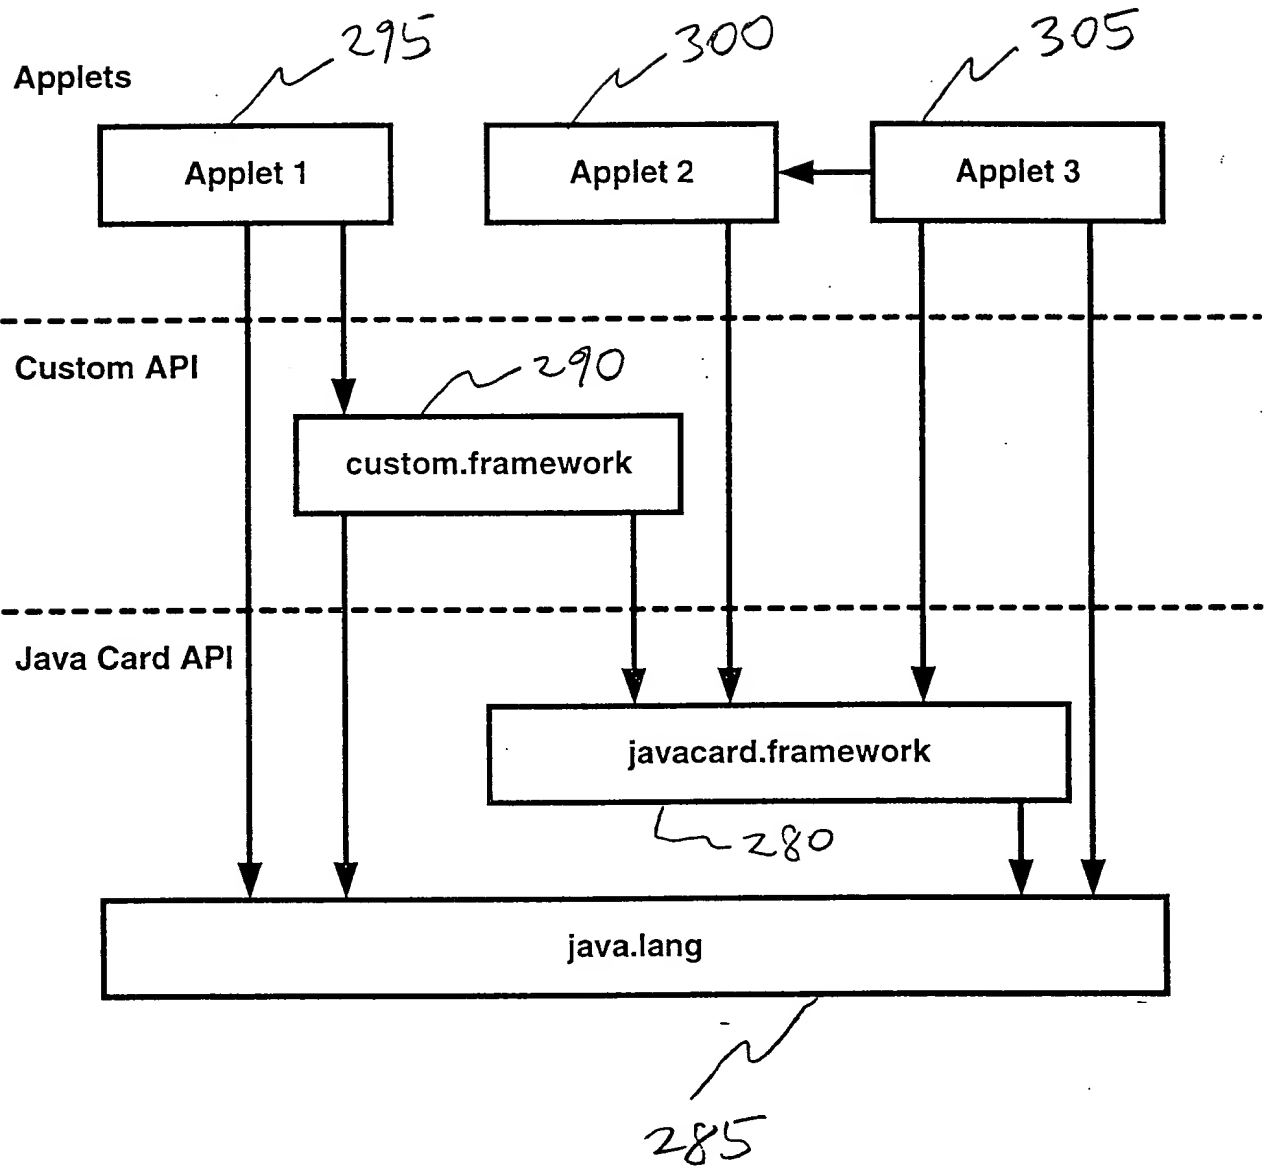 295
300
305
Applets
Applet 1
Applet 2
Applet 3
Custom API
290
custom.framework
Java Card API
javacard.framework
280
java.lang
285